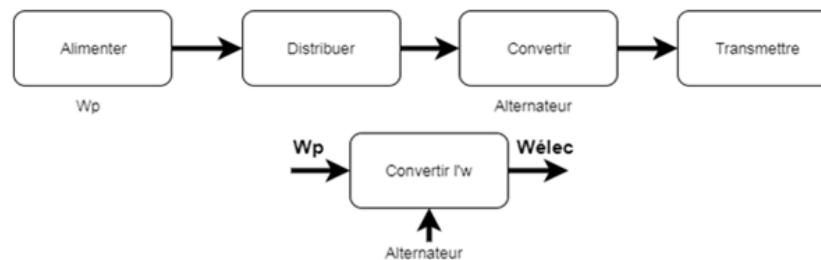 Alimenter
Distribuer
Convertir
Transmettre
Wp
Alternateur
Wp
Wélec
Convertir l'w
Alternateur